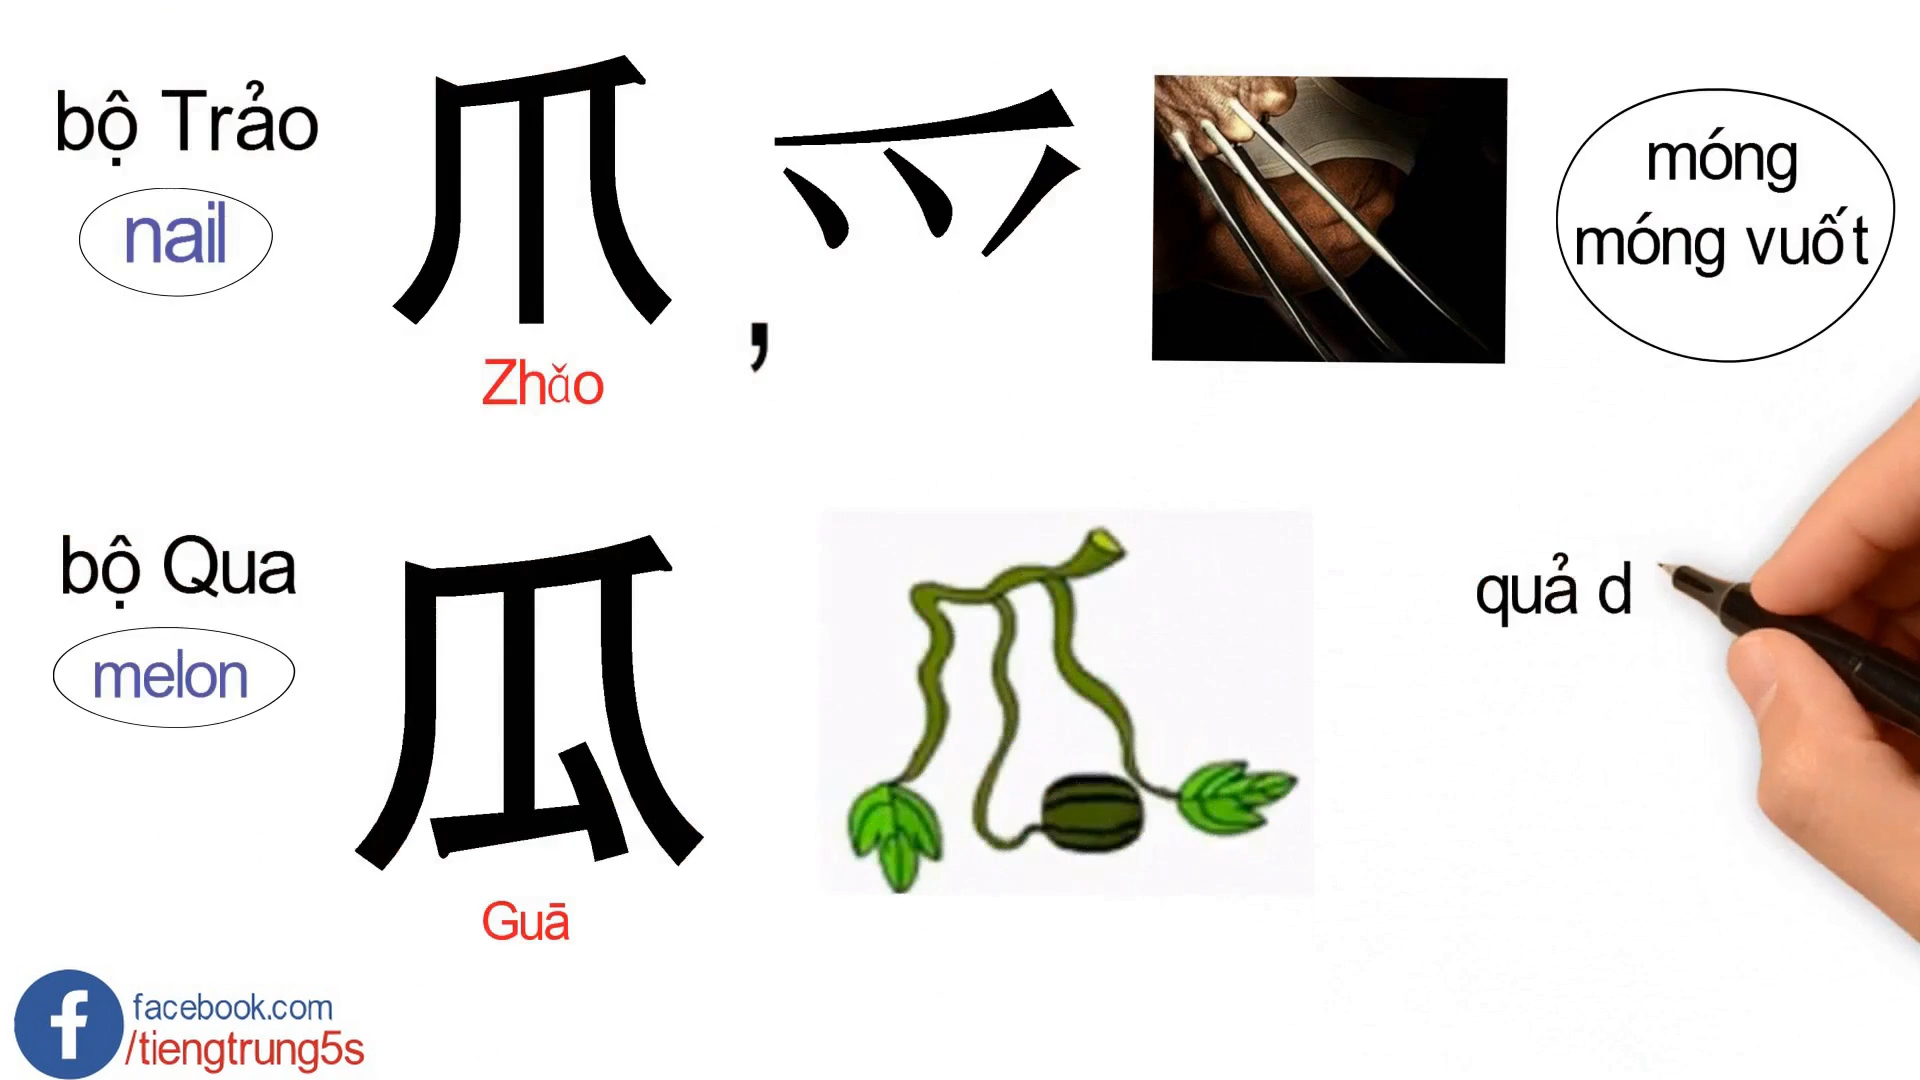 bộ Trảo
nail
爪
Zhǎo
,
爫
móng
móng vuốt
bộ Qua
melon
瓜
Guā
quả d
f
facebook.com
/tiengtrung5s